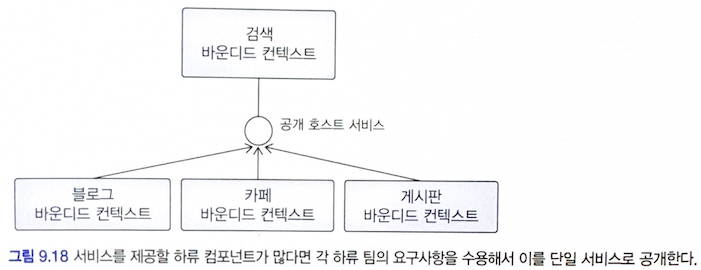 검색
바운디드 컨텍스트
공개 호스트 서비스
블로그
바운디드 컨텍스트
카페
바운디드 컨텍스트
게시판
바운디드 컨텍스트
그림 9.18 서비스를 제공할 하류 컴포넌트가 많다면 각 하류 팀의 요구사항을 수용해서 이를 단일 서비스로 공개한다.